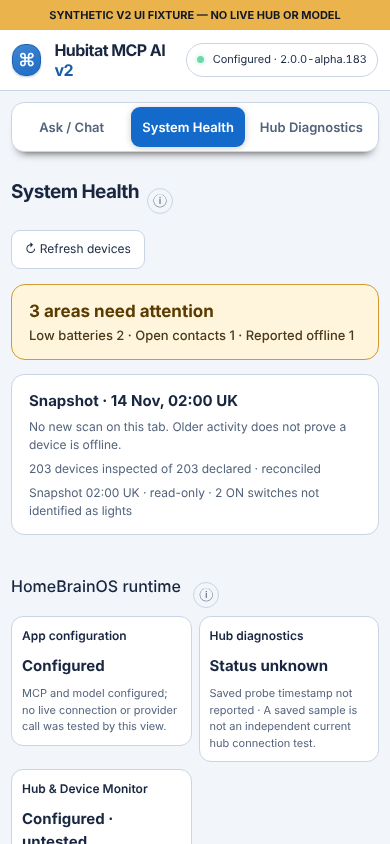 SYNTHETIC V2 UI FIXTURE — NO LIVE HUB OR MODEL
⌘
Hubitat MCP AI
v2
Configured · 2.0.0-alpha.183
Ask / Chat
System Health
Hub Diagnostics
System Health
ⓘ
↻ Refresh devices
3 areas need attention
Low batteries 2 · Open contacts 1 · Reported offline 1
Snapshot · 14 Nov, 02:00 UK
No new scan on this tab. Older activity does not prove a
device is offline.
203 devices inspected of 203 declared · reconciled
Snapshot 02:00 UK · read-only · 2 ON switches not
identified as lights
HomeBrainOS runtime
ⓘ
App configuration
Configured
MCP and model configured;
no live connection or provider
call was tested by this view.
Hub diagnostics
Status unknown
Saved probe timestamp not
reported · A saved sample is
not an independent current
hub connection test.
Hub & Device Monitor
Configured ·
untested